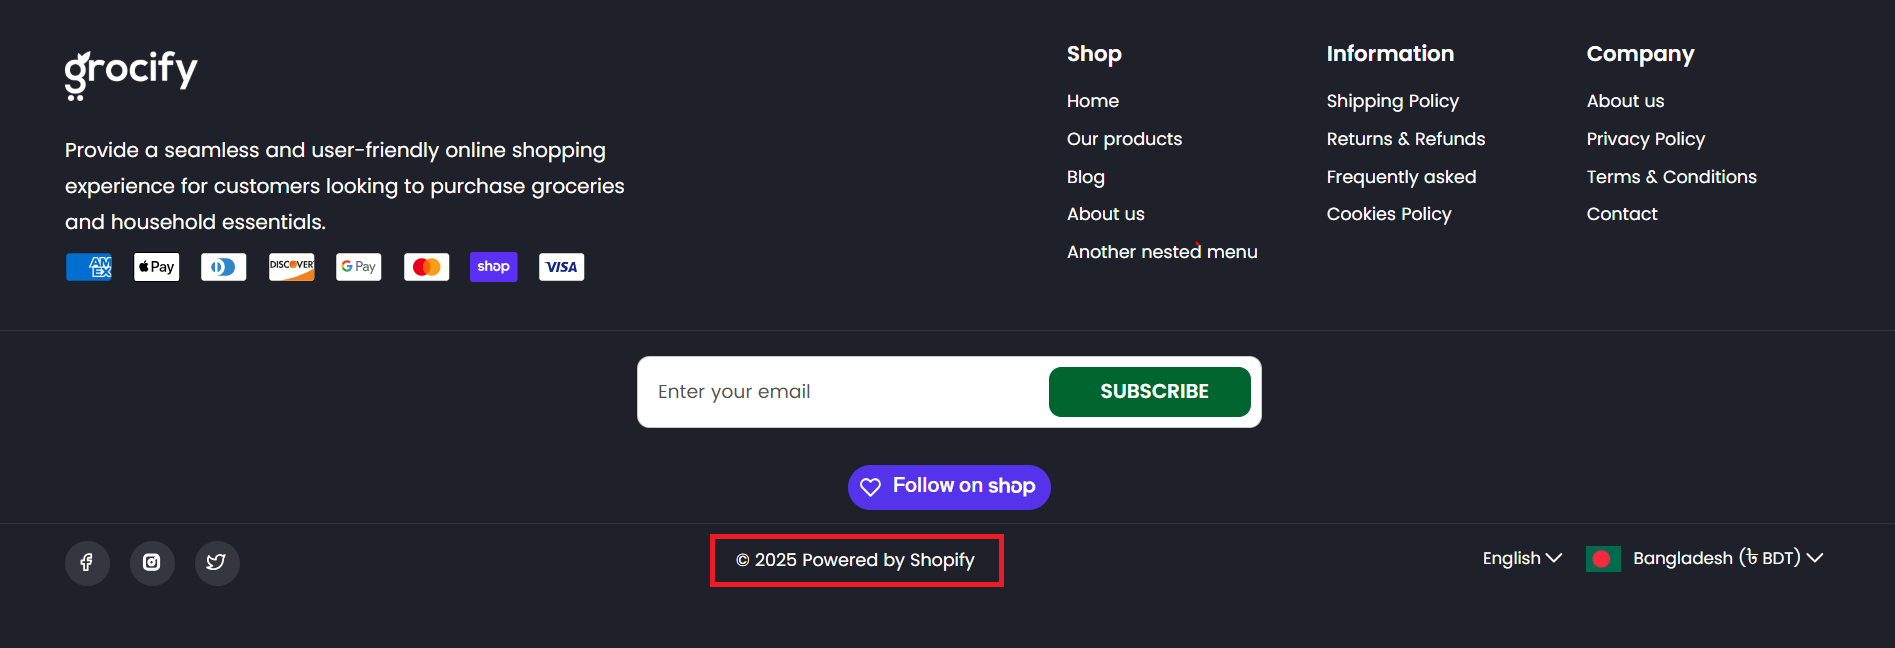 grocify
Provide a seamless and user-friendly online shopping
experience for customers looking to purchase groceries
and household essentials.
AM
EX
Pay
DISCOVER
G Pay
shop
VISA
Shop
Home
Our products
Blog
About us
Another nested menu
Information
Shipping Policy
Returns & Refunds
Frequently asked
Cookies Policy
Company
About us
Privacy Policy
Terms & Conditions
Contact
Enter your email
SUBSCRIBE
Follow on shop
© 2025 Powered by Shopify
English
Bangladesh (৳ BDT)